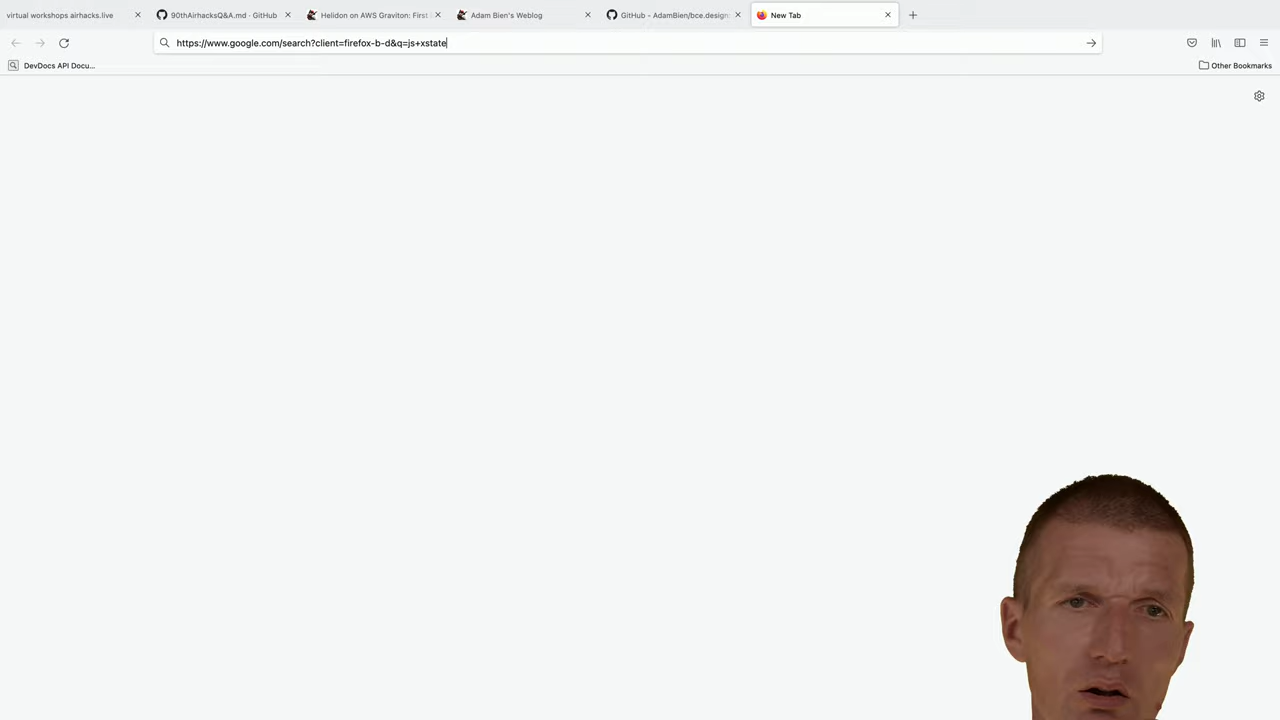 virtual workshops airhacks.live
90thAirhacksQ&A.md · GitHub
Helidon on AWS Graviton: First
Adam Bien's Weblog
GitHub - AdamBien/bce.design
New Tab
https://www.google.com/search?client=firefox-b-d&q=js+xstate
DevDocs API Docu...
Other Bookmarks